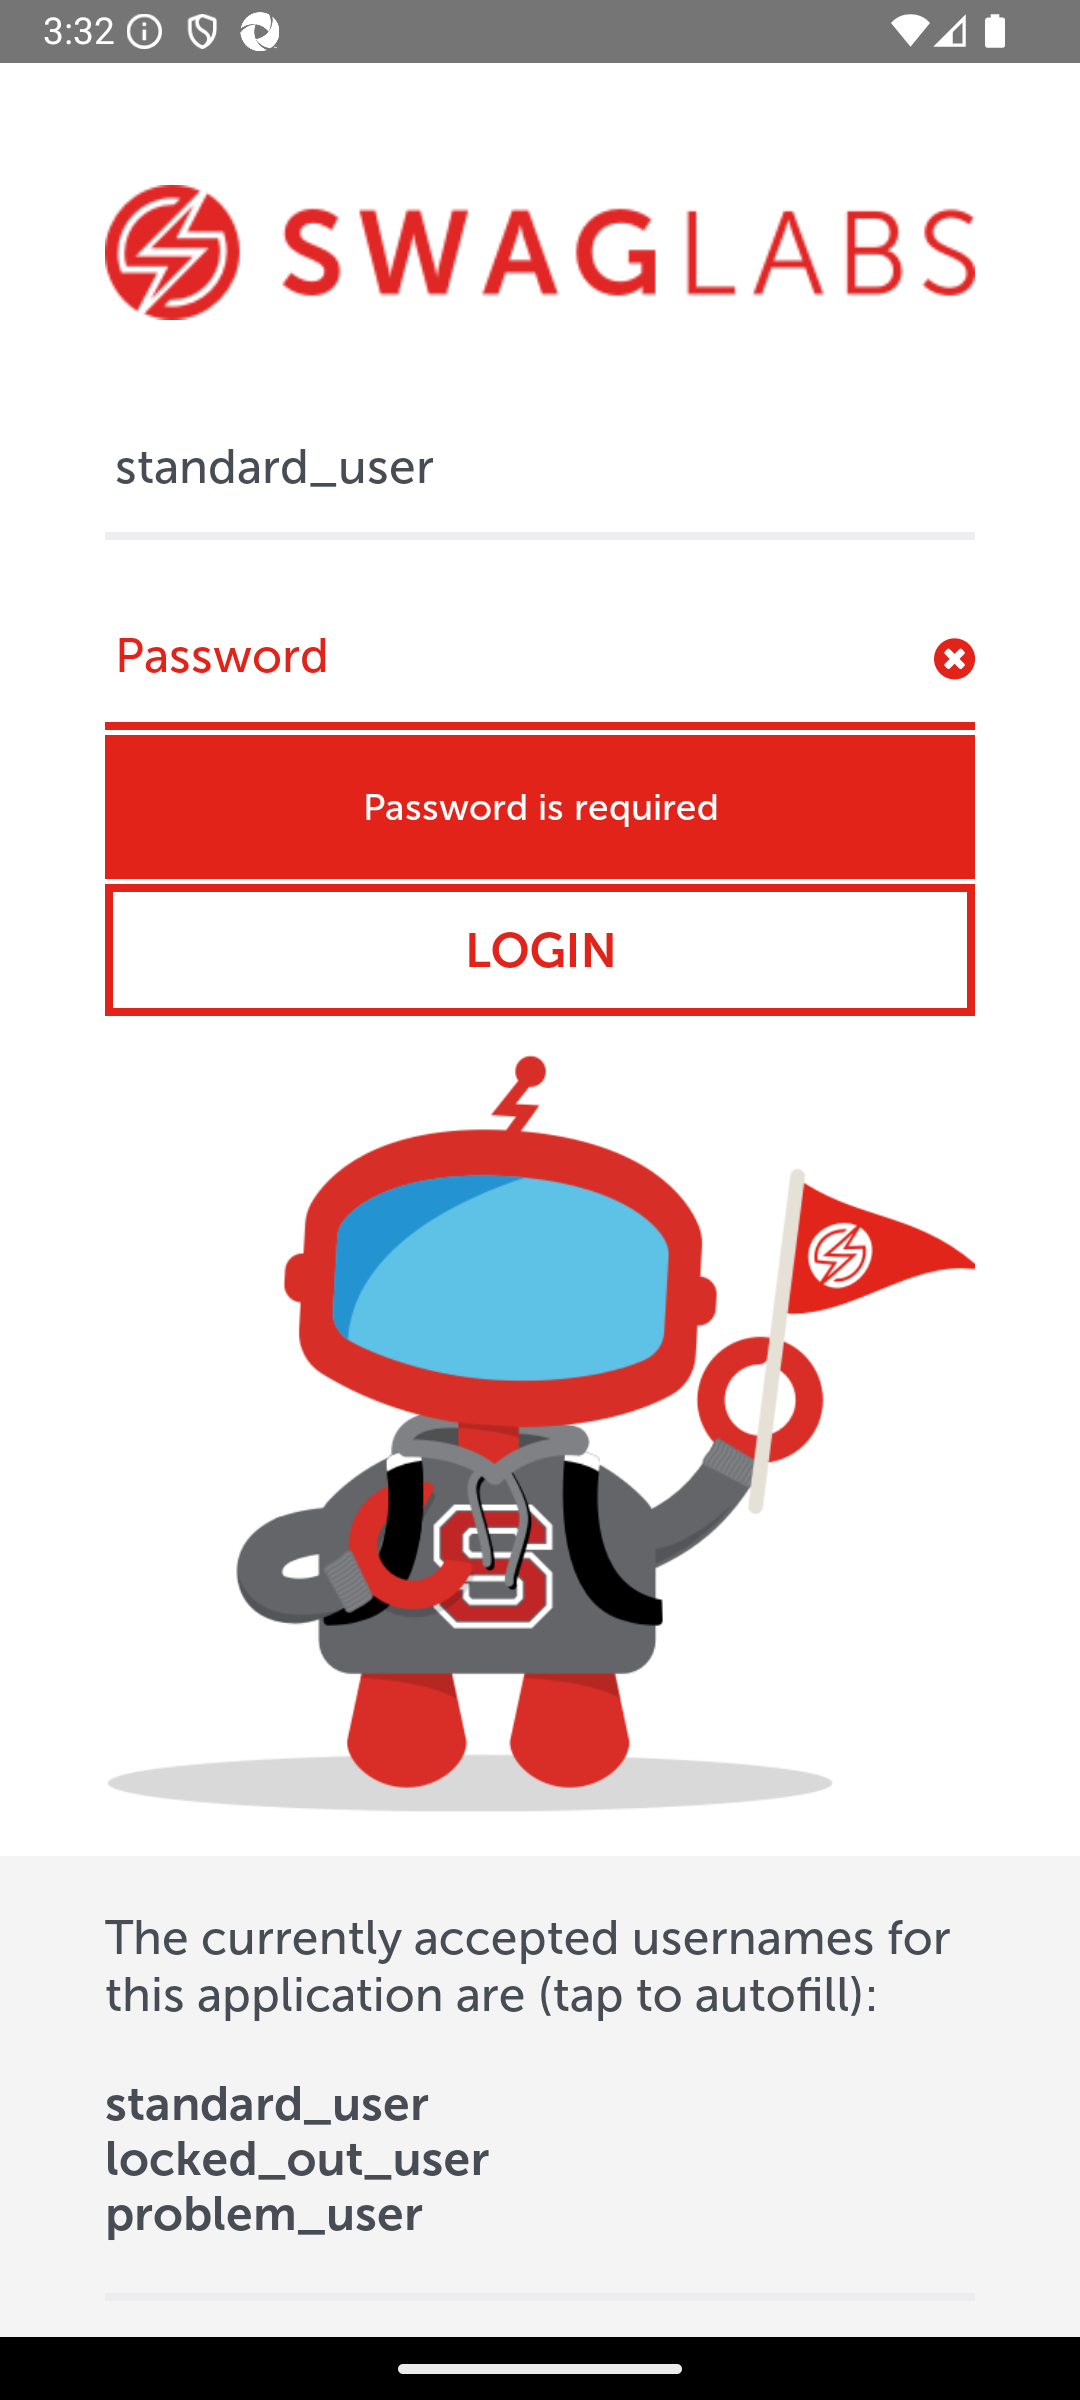 3:32
SWAGLABS
standard_user
Password
Password is required
LOGIN
S
The currently accepted usernames for
this application are (tap to autofill):
standard_user
locked_out_user
problem_user